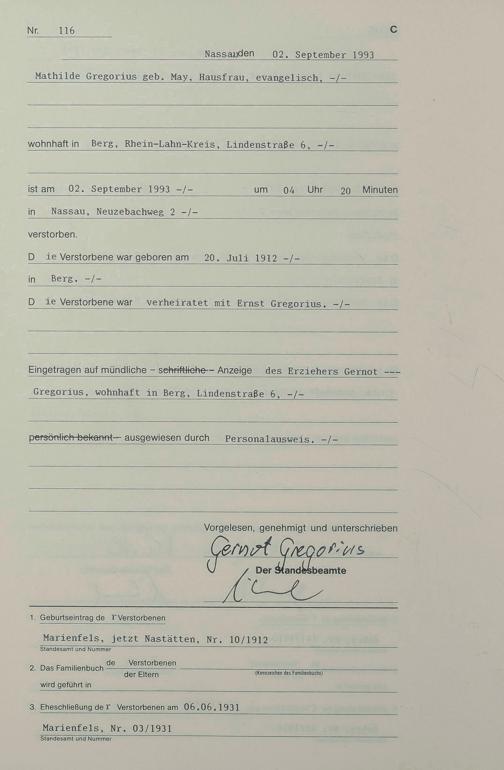 Nr. 116 C
Nassau, den 02. September 1993
Mathilde Gregorius geb. May, Hausfrau, evangelisch, -/-
wohnhaft in Berg, Rhein-Lahn-Kreis, Lindenstraße 6, -/-
ist am 02. September 1993 -/- um 04 Uhr 20 Minuten
in Nassau, Neuzebachweg 2 -/-
verstorben.
D ie Verstorbene war geboren am 20. Juli 1912 -/-
in Berg. -/-
D ie Verstorbene war verheiratet mit Ernst Gregorius. -/-
Eingetragen auf mündliche – schriftliche – Anzeige des Erziehers Gernot ---
Gregorius, wohnhaft in Berg, Lindenstraße 6, -/-
persönlich bekannt – ausgewiesen durch Personalausweis. -/-
Vorgelesen, genehmigt und unterschrieben
Gernot Gregorius
Der Standesbeamte
1. Geburtseintrag de r Verstorbenen
Marienfels, jetzt Nastätten, Nr. 10/1912
Standesamt und Nummer
2. Das Familienbuch de Verstorbenen
der Eltern (Kennzeichen des Familienbuchs)
wird geführt in
3. Eheschließung de r Verstorbenen am 06.06.1931
Marienfels, Nr. 03/1931
Standesamt und Nummer